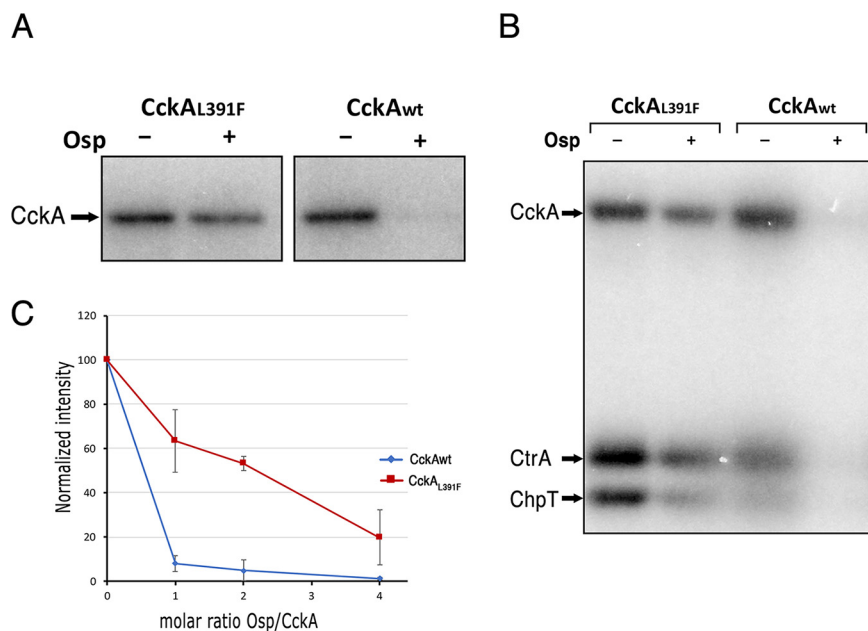 A
CckAL391F CckAwt
Osp – + – +
CckA
B
CckAL391F CckAwt
Osp – + – +
CckA
CtrA
ChpT
C
120
100
80
60
40
20
0
0 1 2 3 4
Normalized intensity
molar ratio Osp/CckA
CckAwt
CckAL391F